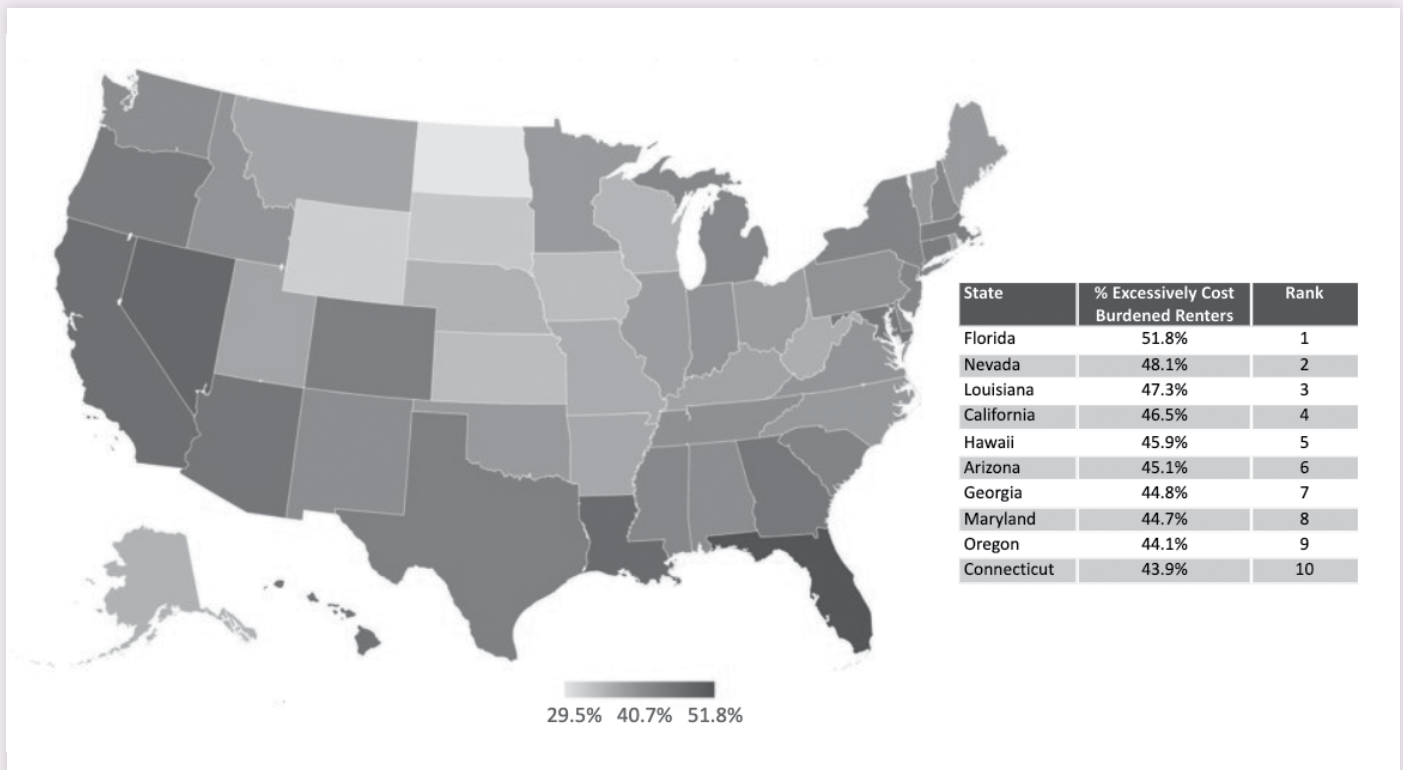 State % Excessively Cost Burdened Renters Rank
Florida 51.8% 1
Nevada 48.1% 2
Louisiana 47.3% 3
California 46.5% 4
Hawaii 45.9% 5
Arizona 45.1% 6
Georgia 44.8% 7
Maryland 44.7% 8
Oregon 44.1% 9
Connecticut 43.9% 10
29.5% 40.7% 51.8%